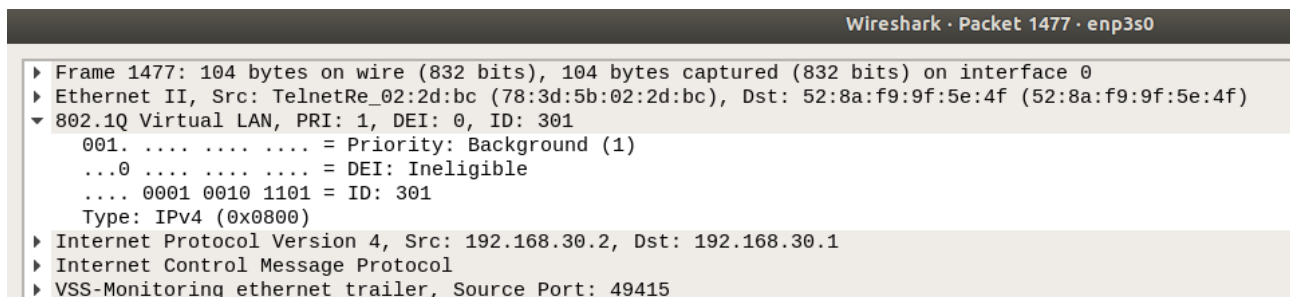 Wireshark · Packet 1477 · enp3s0
Frame 1477: 104 bytes on wire (832 bits), 104 bytes captured (832 bits) on interface 0
Ethernet II, Src: TelnetRe_02:2d:bc (78:3d:5b:02:2d:bc), Dst: 52:8a:f9:9f:5e:4f (52:8a:f9:9f:5e:4f)
802.1Q Virtual LAN, PRI: 1, DEI: 0, ID: 301
001. .... .... .... = Priority: Background (1)
...0 .... .... .... = DEI: Ineligible
.... 0001 0010 1101 = ID: 301
Type: IPv4 (0x0800)
Internet Protocol Version 4, Src: 192.168.30.2, Dst: 192.168.30.1
Internet Control Message Protocol
VSS-Monitoring ethernet trailer, Source Port: 49415